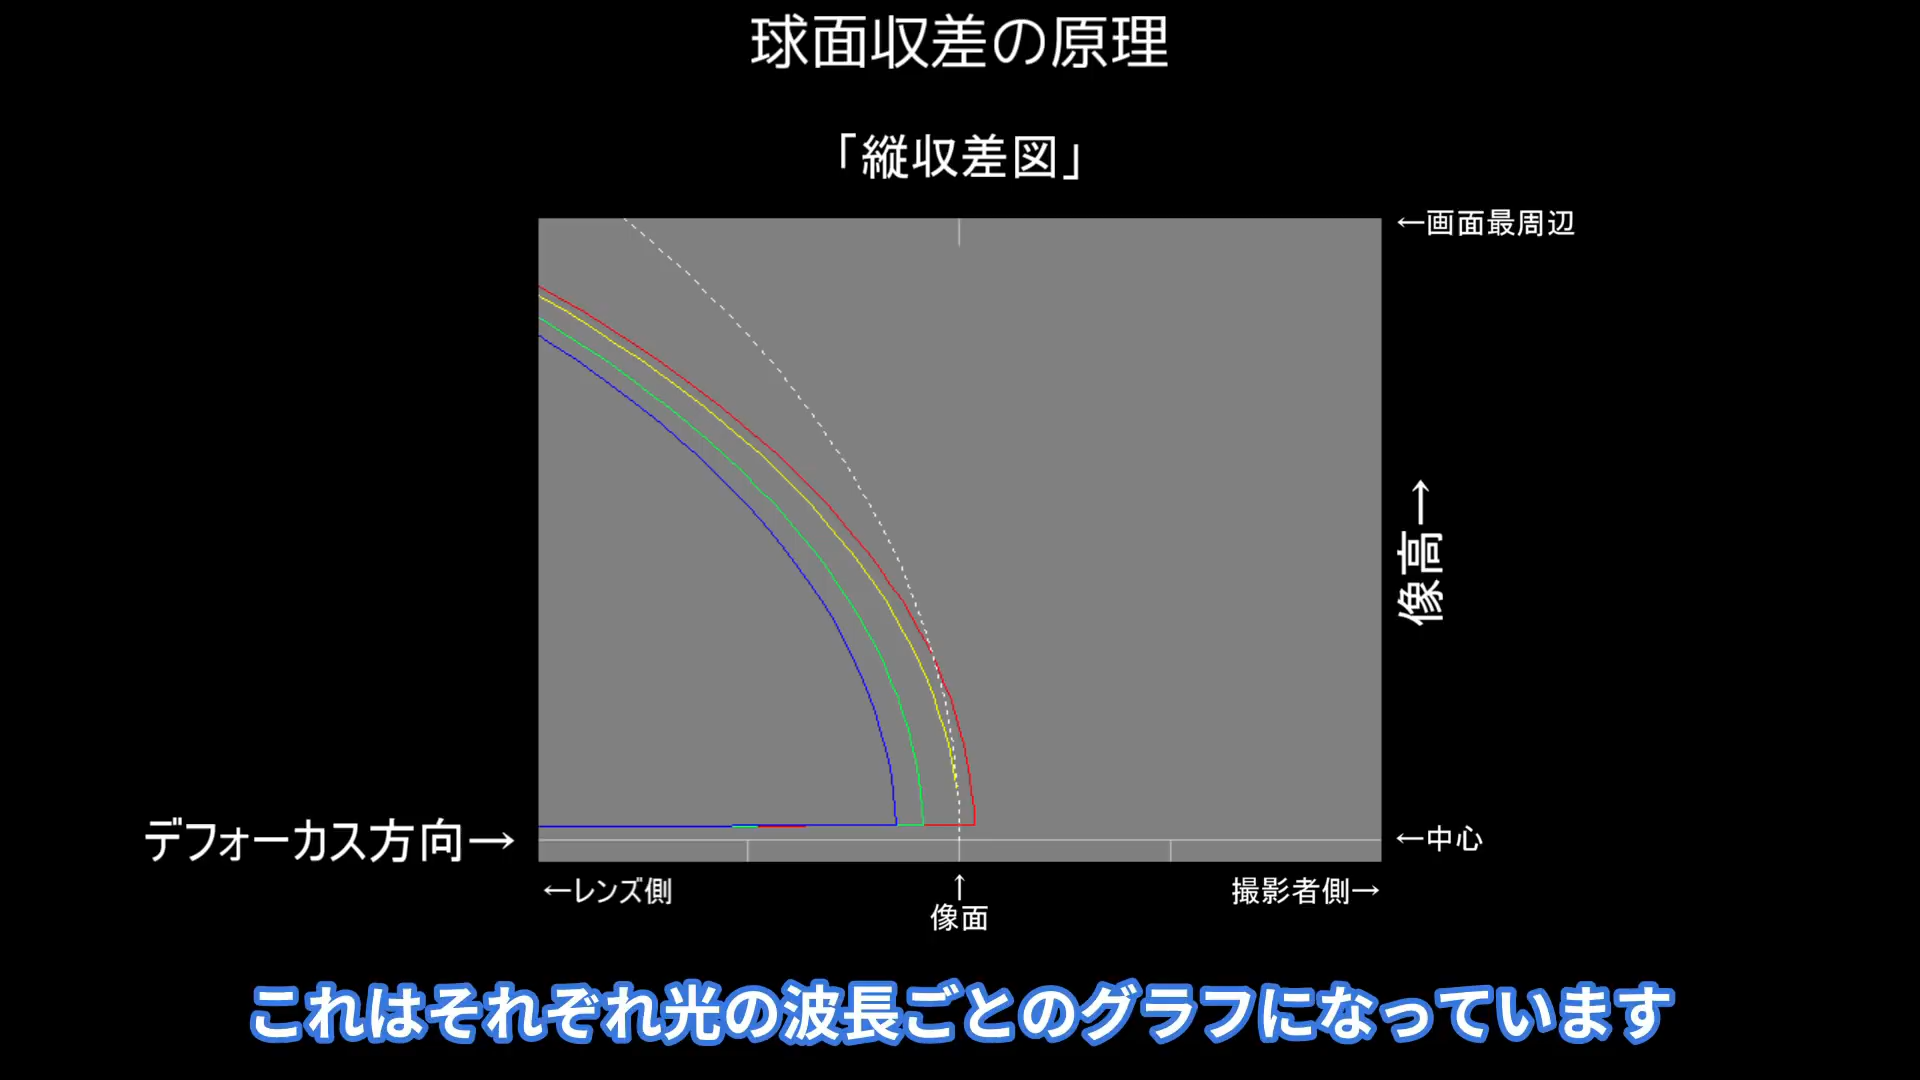 球面収差の原理
「縦収差図」
←画面最周辺
像高→
デフォーカス方向→
←中心
←レンズ側
↑
像面
撮影者側→
これはそれぞれ光の波長ごとのグラフになっています